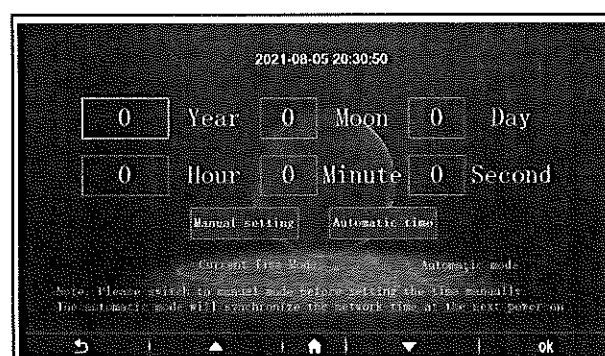 2021-08-05 20:30:50
0 Year 0 Moon 0 Day
0 Hour 0 Minute 0 Second
Manual setting Automatic time
Current Time Mode Automatic mode
Note: Please switch to manual mode before setting the time manually
The automatic mode will synchronize the network time at the next power on
ok